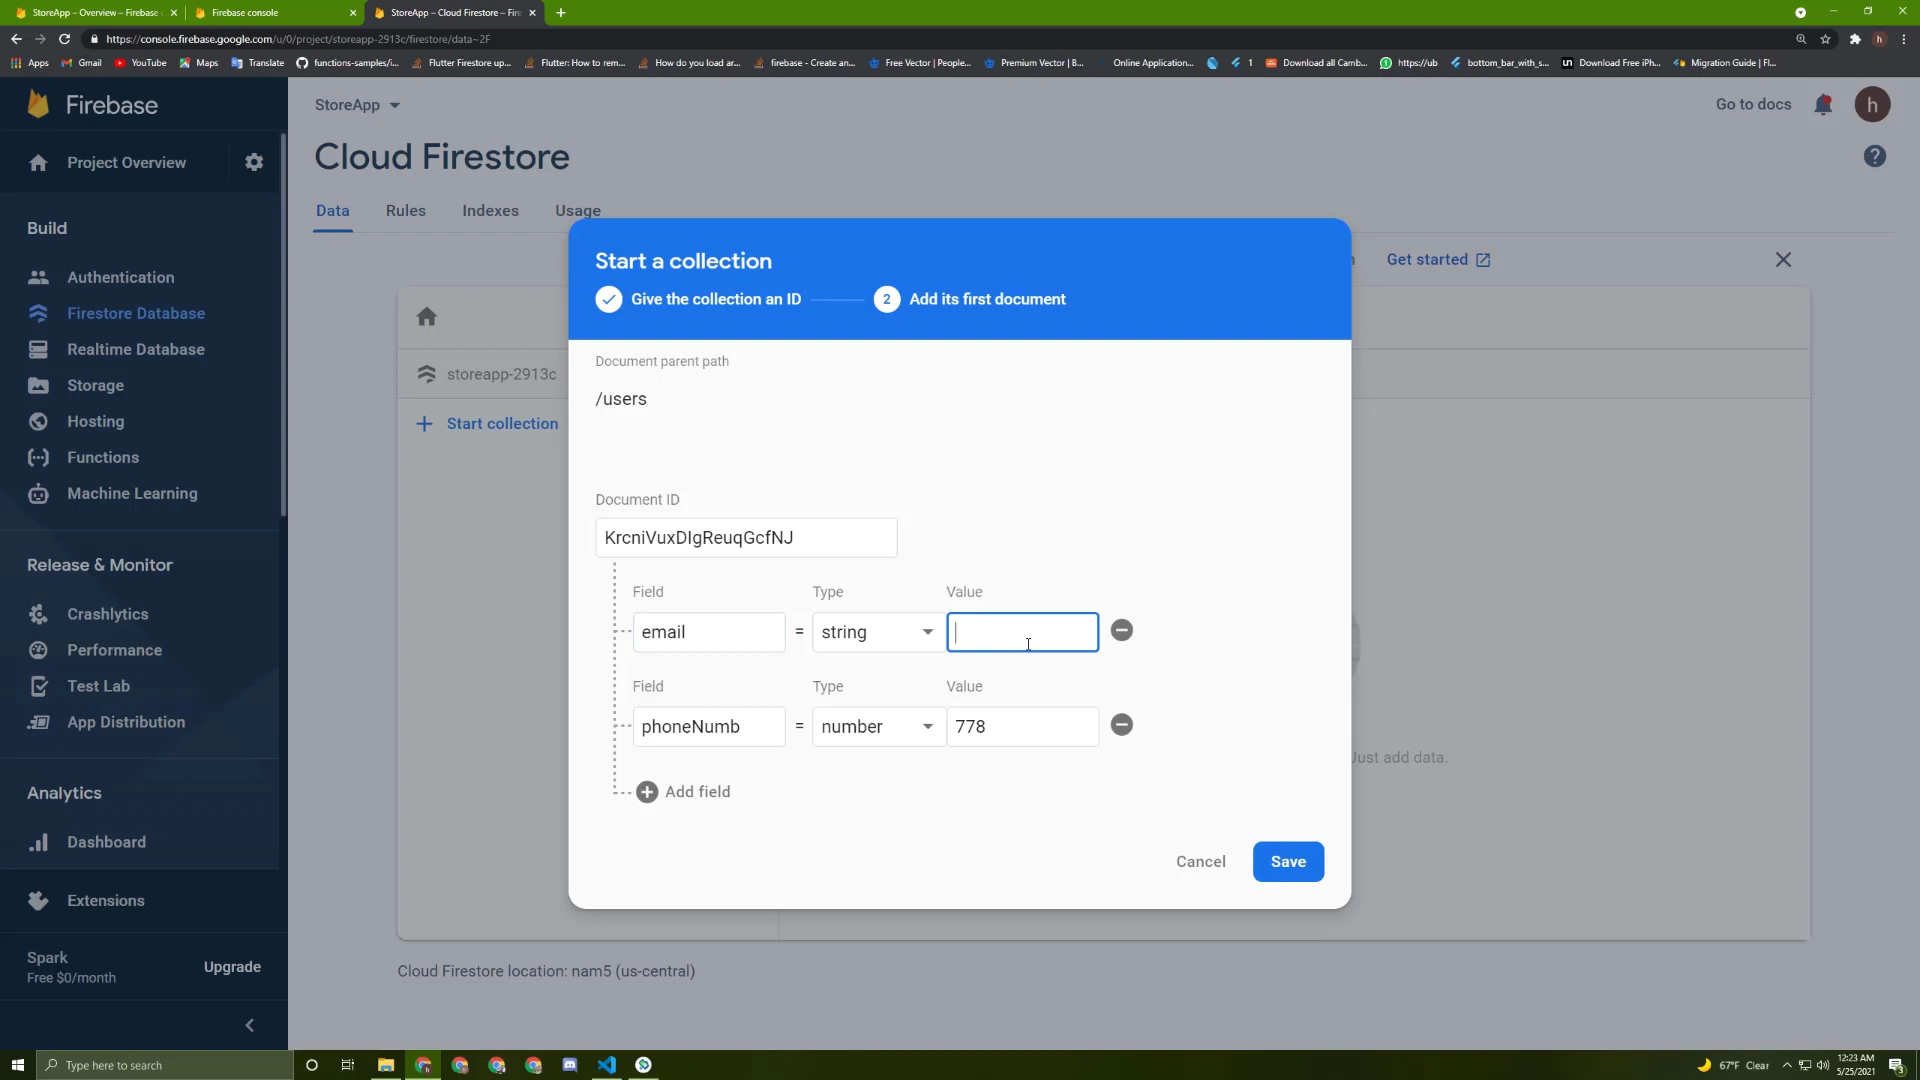 StoreApp – Overview – Firebase
Firebase console
StoreApp – Cloud Firestore – Fire
https://console.firebase.google.com/u/0/project/storeapp-2913c/firestore/data~2F
Apps
Gmail
YouTube
Maps
Translate
functions-samples/i...
Flutter Firestore up...
Flutter: How to rem...
How do you load ar...
firebase - Create an...
Free Vector | People...
Premium Vector | B...
Online Application...
1
Download all Camb...
https://ub
bottom_bar_with_s...
Download Free iPh...
Migration Guide | Fl...
Firebase
StoreApp
Go to docs
h
Project Overview
Cloud Firestore
Data
Rules
Indexes
Usage
Build
Authentication
Firestore Database
Realtime Database
Storage
Hosting
Functions
Machine Learning
Release & Monitor
Crashlytics
Performance
Test Lab
App Distribution
Analytics
Dashboard
Extensions
Spark
Free $0/month
Upgrade
Get started
storeapp-2913c
Start collection
Start a collection
Give the collection an ID
2
Add its first document
Document parent path
/users
Document ID
KrcniVuxDIgReuqGcfNJ
Field Type Value
email = string
Field Type Value
phoneNumb = number 778
Add field
Cancel
Save
Just add data.
Cloud Firestore location: nam5 (us-central)
Type here to search
67°F Clear
12:23 AM
5/25/2021
3